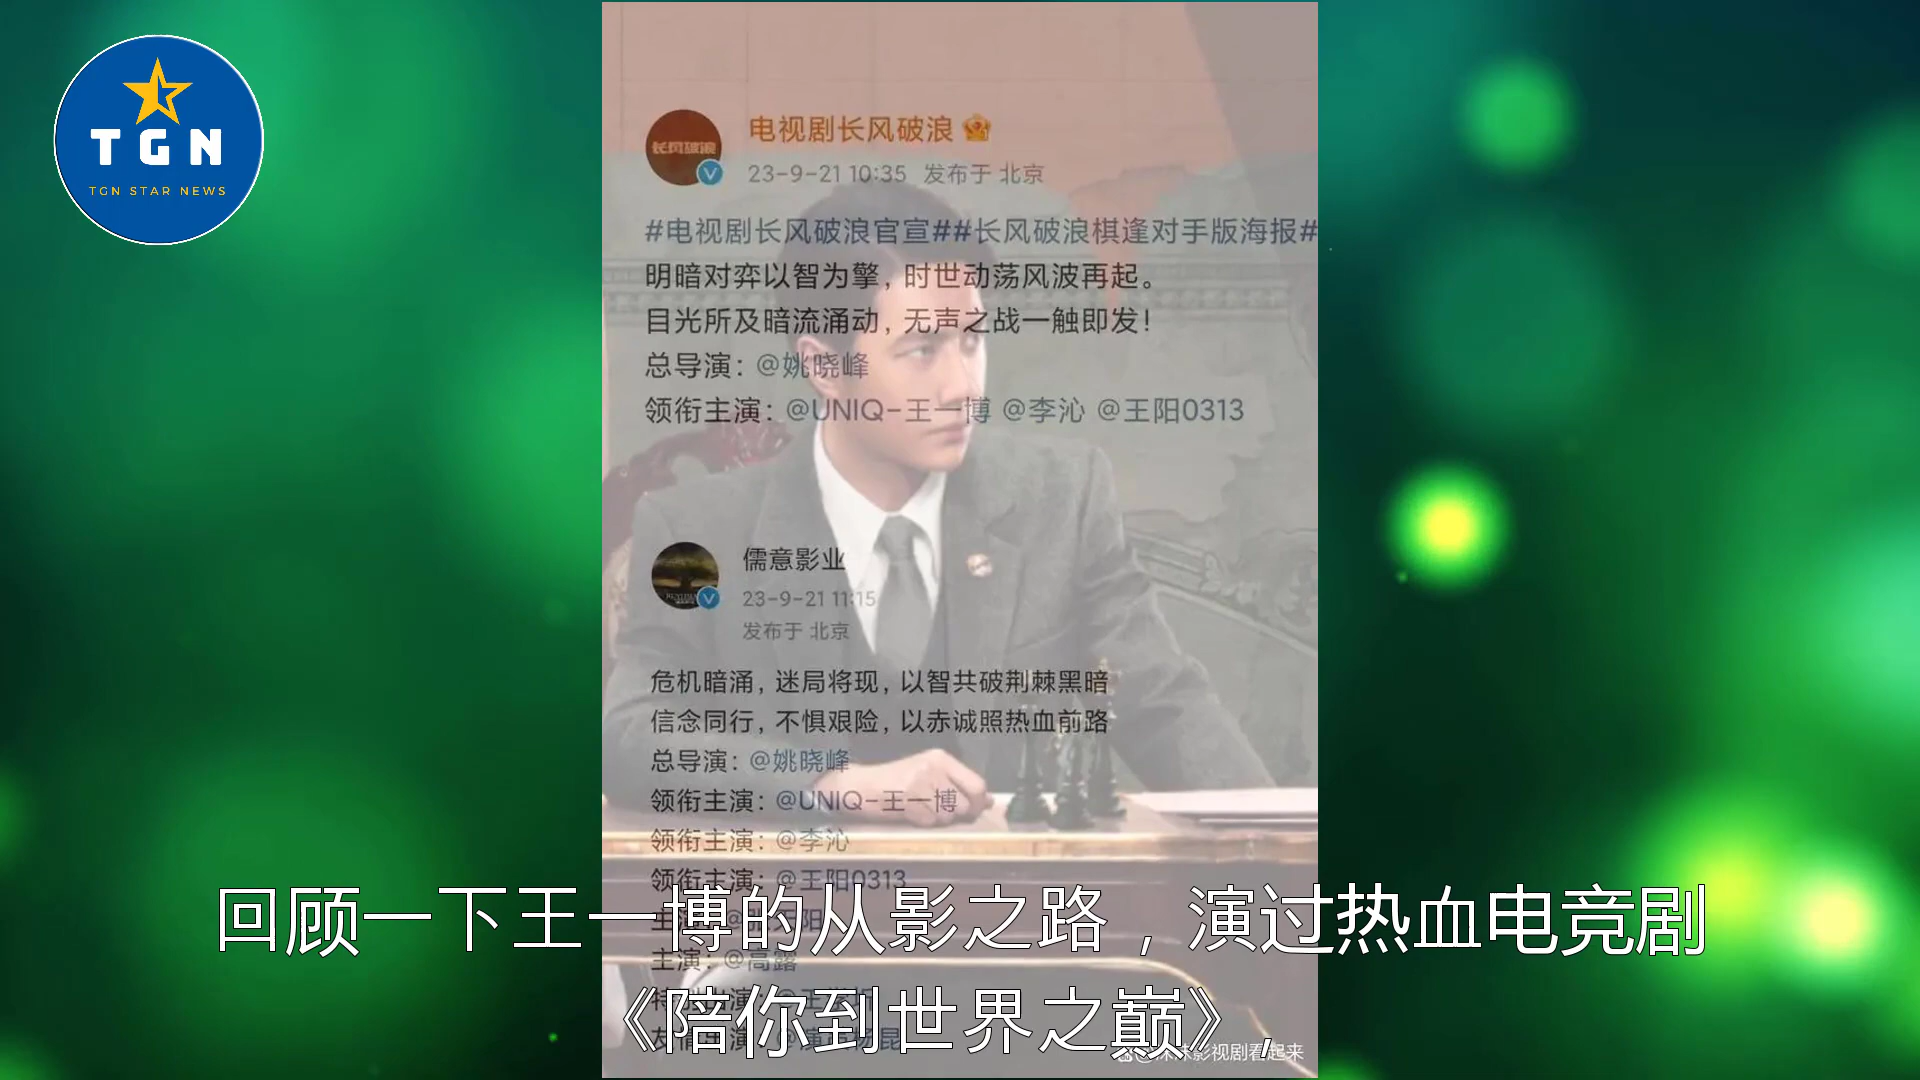 TGN
TGN STAR NEWS
长风破浪
电视剧长风破浪
23-9-21 10:35 发布于 北京
#电视剧长风破浪官宣##长风破浪棋逢对手版海报#
明暗对弈以智为擎，时世动荡风波再起。
目光所及暗流涌动，无声之战一触即发！
总导演：@姚晓峰
领衔主演：@UNIQ-王一博 @李沁 @王阳0313
儒意影业
23-9-21 11:15
发布于 北京
危机暗涌，迷局将现，以智共破荆棘黑暗
信念同行，不惧艰险，以赤诚照热血前路
总导演：@姚晓峰
领衔主演：@UNIQ-王一博
领衔主演：@李沁
领衔主演：@王阳0313
主演：@高露
回顾一下王一博的从影之路，演过热血电竞剧
《陪你到世界之巅》，
影视剧看起来